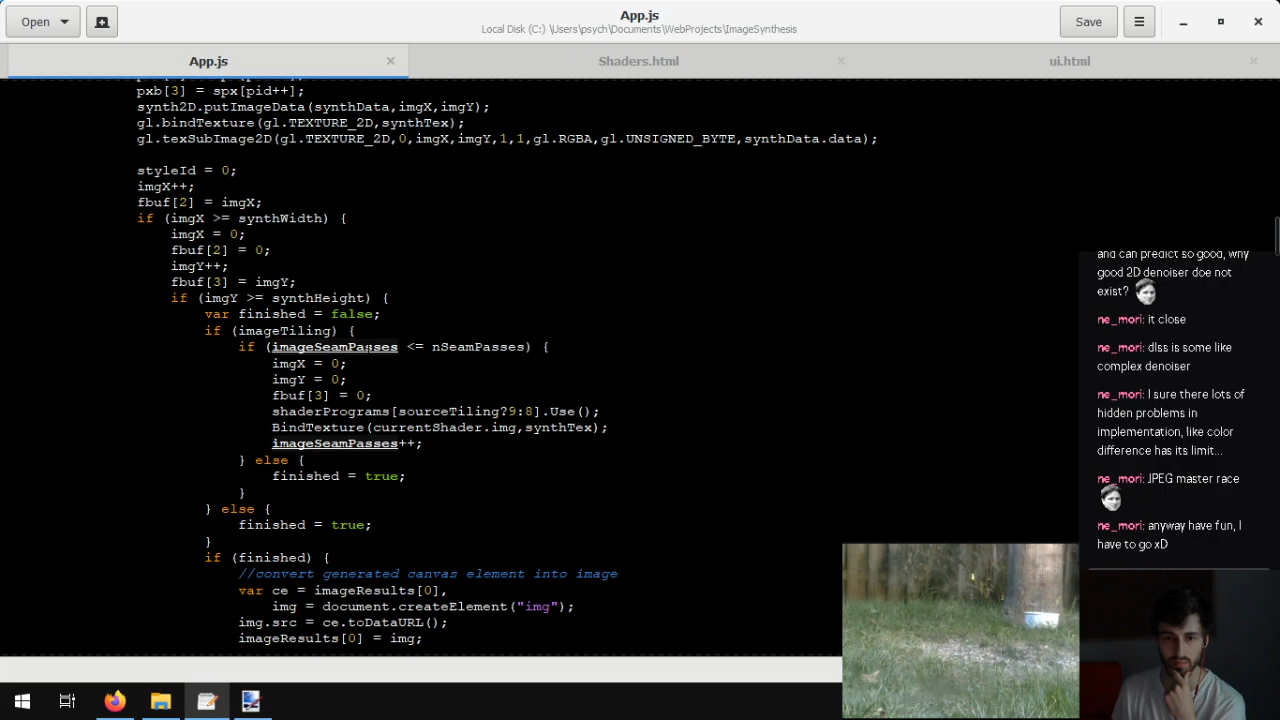 Open
App.js
Local Disk (C:) \Users\psych\Documents\WebProjects\ImageSynthesis
Save
App.js
Shaders.html
ui.html
pxb[3] = spx[pid++];
synth2D.putImageData(synthData,imgX,imgY);
gl.bindTexture(gl.TEXTURE_2D,synthTex);
gl.texSubImage2D(gl.TEXTURE_2D,0,imgX,imgY,1,1,gl.RGBA,gl.UNSIGNED_BYTE,synthData.data);
styleId = 0;
imgX++;
fbuf[2] = imgX;
if (imgX >= synthWidth) {
imgX = 0;
fbuf[2] = 0;
imgY++;
fbuf[3] = imgY;
if (imgY >= synthHeight) {
var finished = false;
if (imageTiling) {
if (imageSeamPasses <= nSeamPasses) {
imgX = 0;
imgY = 0;
fbuf[3] = 0;
shaderPrograms[sourceTiling?9:8].Use();
BindTexture(currentShader.img,synthTex);
imageSeamPasses++;
} else {
finished = true;
}
} else {
finished = true;
}
if (finished) {
//convert generated canvas element into image
var ce = imageResults[0],
img = document.createElement("img");
img.src = ce.toDataURL();
imageResults[0] = img;
and can predict so good, why
good 2D denoiser doe not
exist?
ne_mori: it close
ne_mori: dlss is some like
complex denoiser
ne_mori: I sure there lots of
hidden problems in
implementation, like color
difference has its limit...
ne_mori: JPEG master race
ne_mori: anyway have fun, I
have to go xD